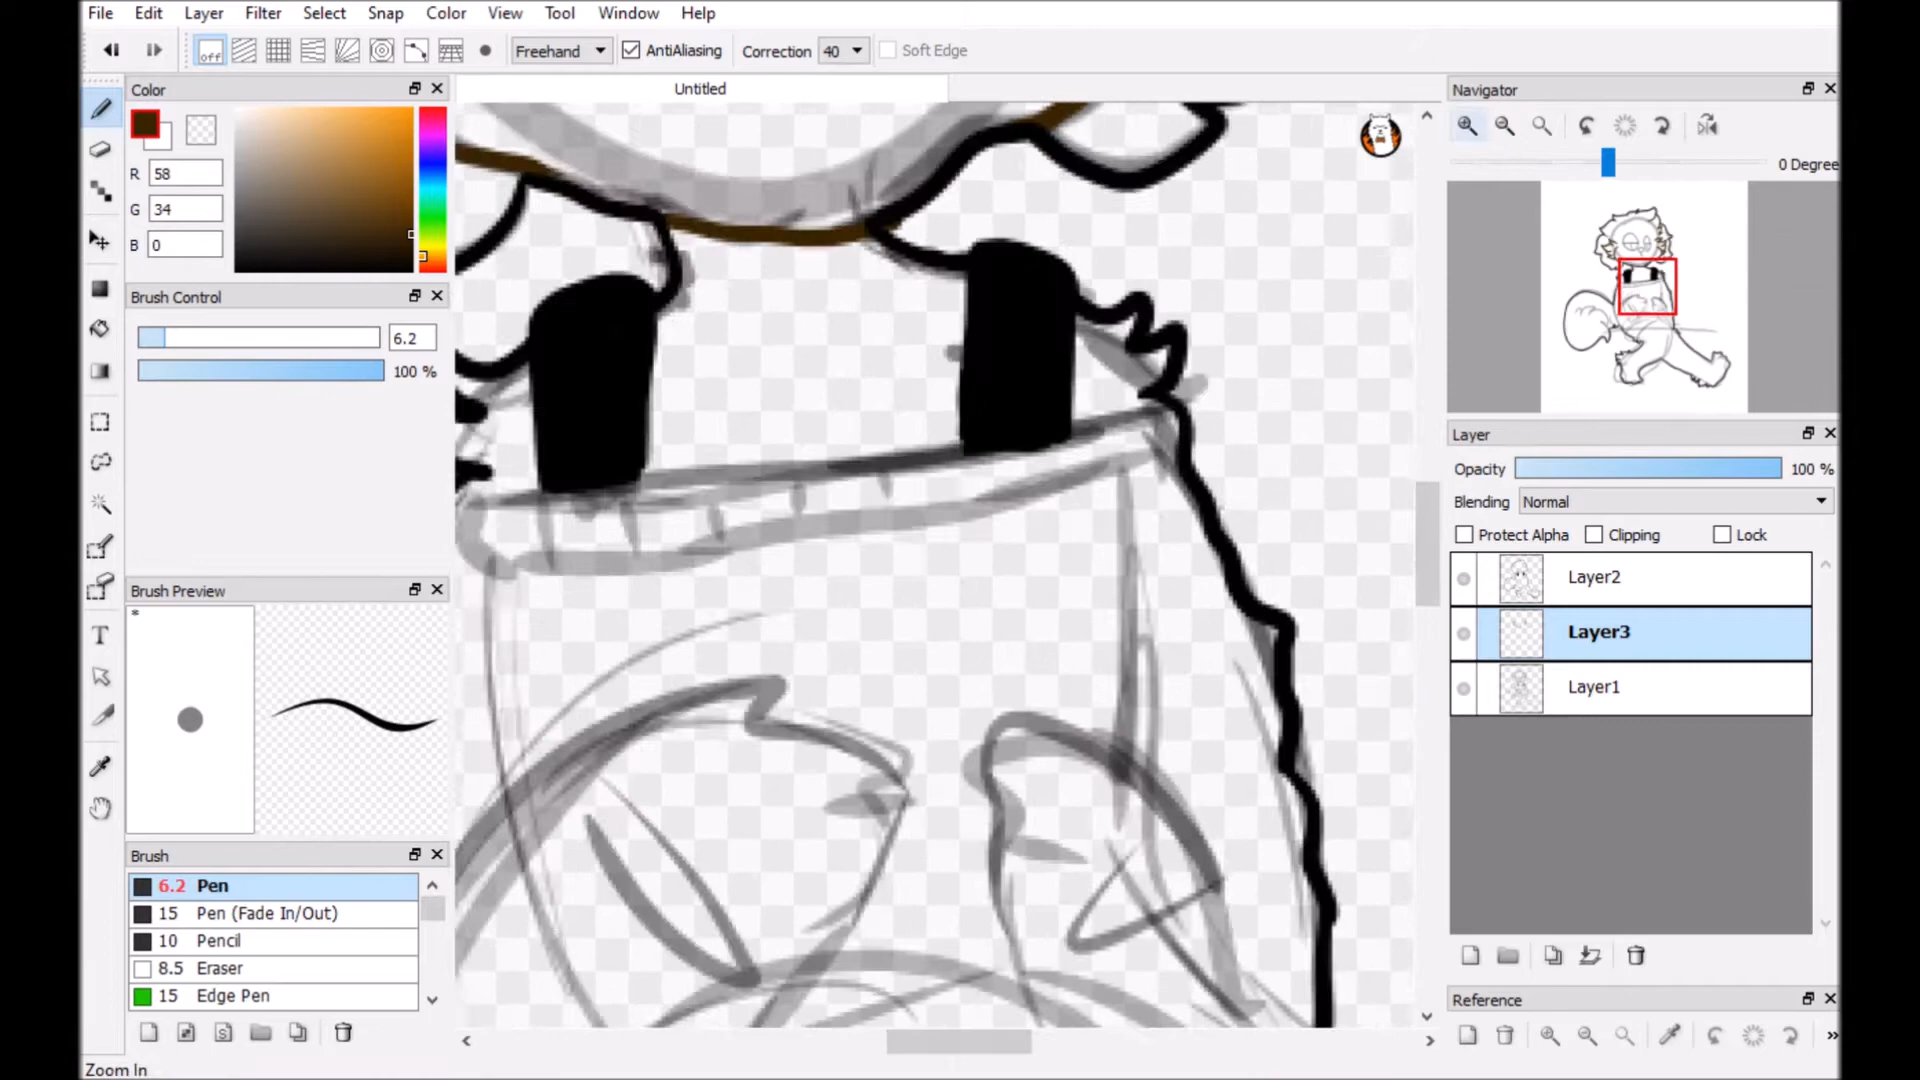 File Edit Layer Filter Select Snap Color View Tool Window Help
off Freehand AntiAliasing Correction 40 Soft Edge
Color
R 58
G 34
B 0
Brush Control
6.2
100 %
Brush Preview
*
Brush
6.2 Pen
15 Pen (Fade In/Out)
10 Pencil
8.5 Eraser
15 Edge Pen
S
T
Zoom In
Untitled
Navigator
0 Degree
Layer
Opacity 100 %
Blending Normal
Protect Alpha Clipping Lock
Layer2
Layer3
Layer1
Reference